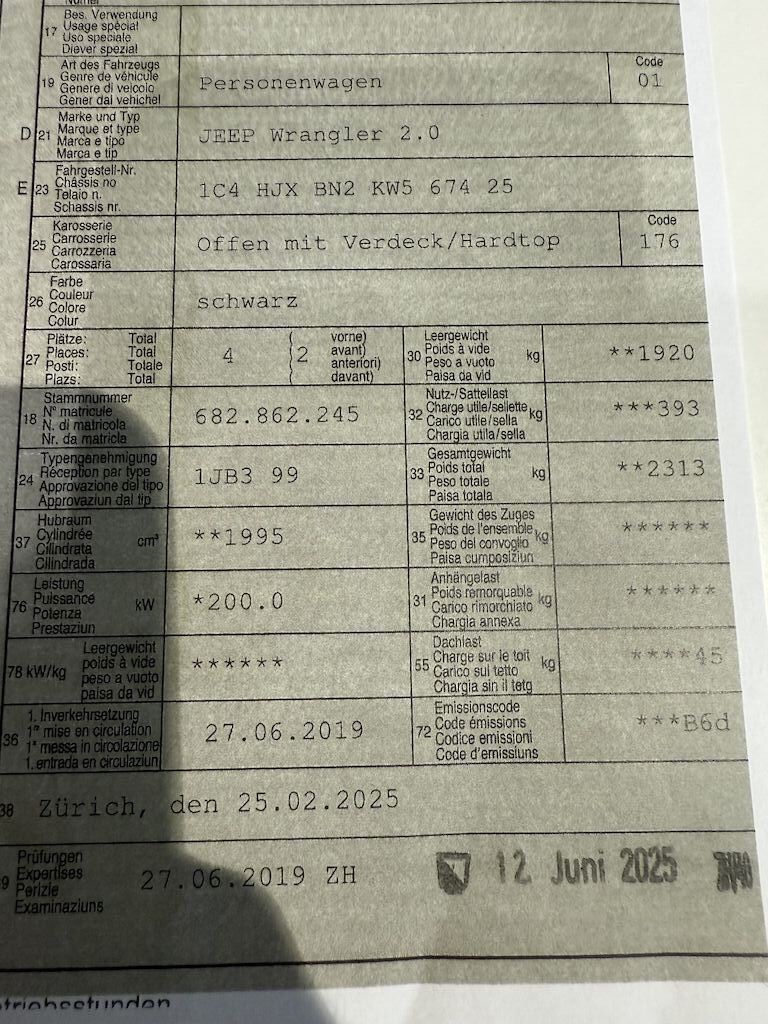 17 Bes. Verwendung
Usage spécial
Uso speciale
Diever spezial
19 Art des Fahrzeugs
Genre de véhicule
Genere di veicolo
Gener dal vehichel
Personenwagen
Code
01
D 21 Marke und Typ
Marque et type
Marca e tipo
Marca e tip
JEEP Wrangler 2.0
E 23 Fahrgestell-Nr.
Châssis no
Telaio n.
Schassis nr.
1C4 HJX BN2 KW5 674 25
25 Karosserie
Carrosserie
Carrozzeria
Carossaria
Offen mit Verdeck/Hardtop
Code
176
26 Farbe
Couleur
Colore
Colur
schwarz
27 Plätze: Total
Places: Total
Posti: Totale
Plazs: Total
4 ( 2 vorne)
avant)
anteriori)
davant)
30 Leergewicht
Poids à vide
Peso a vuoto
Paisa da vid
kg
**1920
18 Stammnummer
N° matricule
N. di matricola
Nr. da matricla
682.862.245
32 Nutz-/Sattellast
Charge utile/sellette
Carico utile/sella
Chargia utila/sella
kg
***393
24 Typengenehmigung
Réception par type
Approvazione del tipo
Approvaziun dal tip
1JB3 99
33 Gesamtgewicht
Poids total
Peso totale
Paisa totala
kg
**2313
37 Hubraum
Cylindrée
Cilindrata
Cilindrada
cm³
**1995
35 Gewicht des Zuges
Poids de l'ensemble
Peso del convoglio
Paisa cumposiziun
kg
******
76 Leistung
Puissance
Potenza
Prestaziun
kW
*200.0
31 Anhängelast
Poids remorquable
Carico rimorchiato
Chargia annexa
kg
******
78 kW/kg Leergewicht
poids à vide
peso a vuoto
paisa da vid
******
55 Dachlast
Charge sur le toit
Carico sul tetto
Chargia sin il tetg
kg
****45
36 1. Inverkehrsetzung
1re mise en circulation
1a messa in circolazione
1. entrada en circulaziun
27.06.2019
72 Emissionscode
Code émissions
Codice emissioni
Code d'emissiuns
***B6d
38 Zürich, den 25.02.2025
9 Prüfungen
Expertises
Perizie
Examinaziuns
27.06.2019 ZH
12 Juni 2025